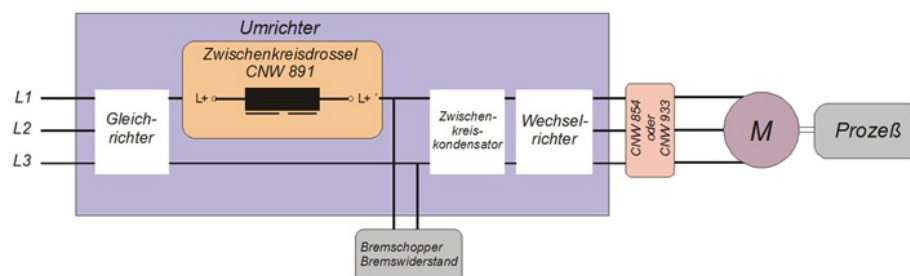 Umrichter
Zwischenkreisdrossel
CNW 891
L+
L+ '
L1
L2
L3
Gleich-
richter
Zwischen-
kreis-
kondensator
Wechsel-
richter
CNW 854
oder
CNW 933
M
Prozeß
Bremschopper
Bremswiderstand